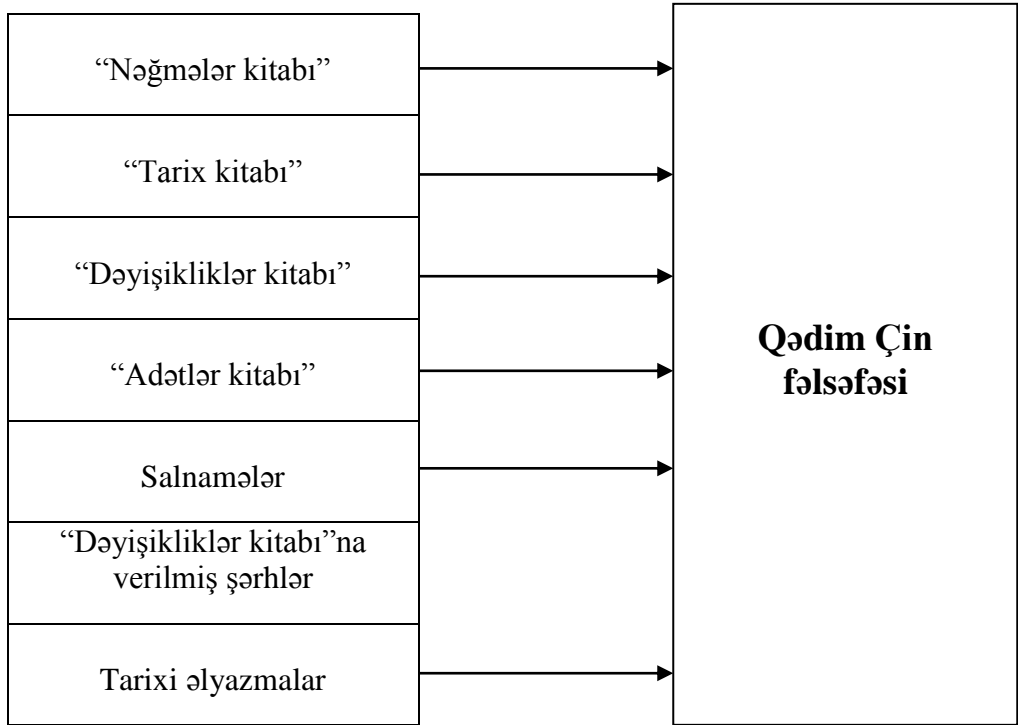 “Nəğmələr kitabı”
“Tarix kitabı”
“Dəyişikliklər kitabı”
“Adətlər kitabı”
Salnamələr
“Dəyişikliklər kitabı”na
verilmiş şərhlər
Tarixi əlyazmalar
Qədim Çin
fəlsəfəsi